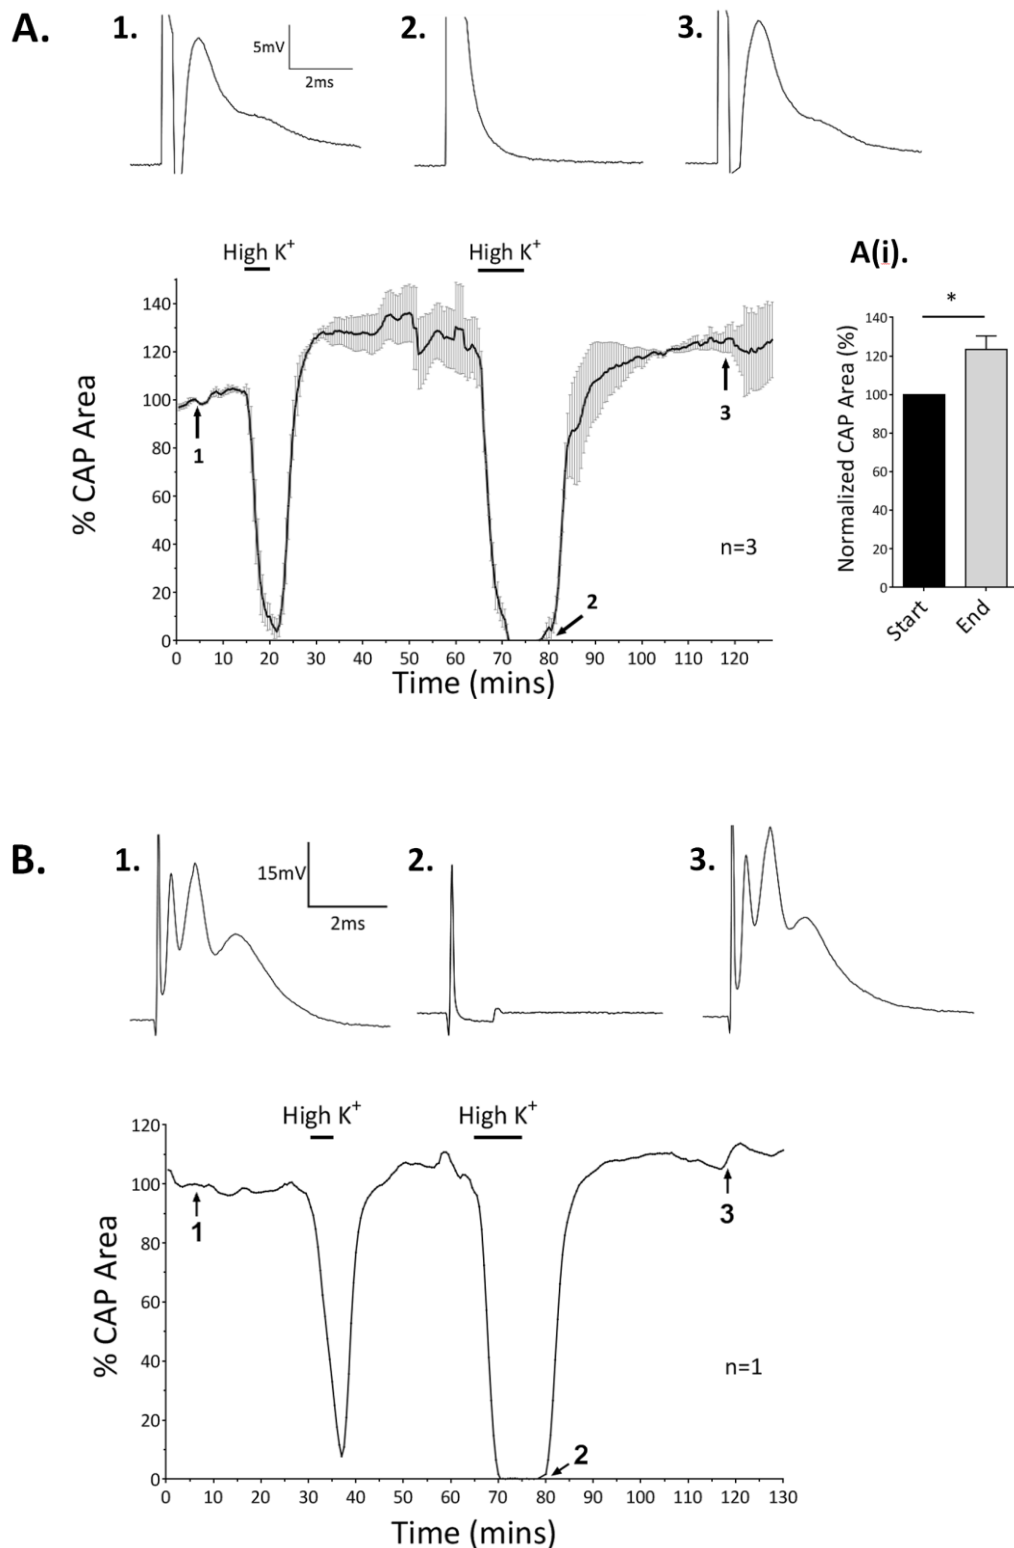 A.
1.
5mV
2ms
2.
3.
High K+
High K+
% CAP Area
140
120
100
80
60
40
20
0
1
2
3
n=3
0 10 20 30 40 50 60 70 80 90 100 110 120
Time (mins)
A(i).
*
Normalized CAP Area (%)
140
120
100
80
60
40
20
0
Start
End
B.
1.
15mV
2ms
2.
3.
High K+
High K+
% CAP Area
120
100
80
60
40
20
0
1
2
3
n=1
0 10 20 30 40 50 60 70 80 90 100 110 120 130
Time (mins)